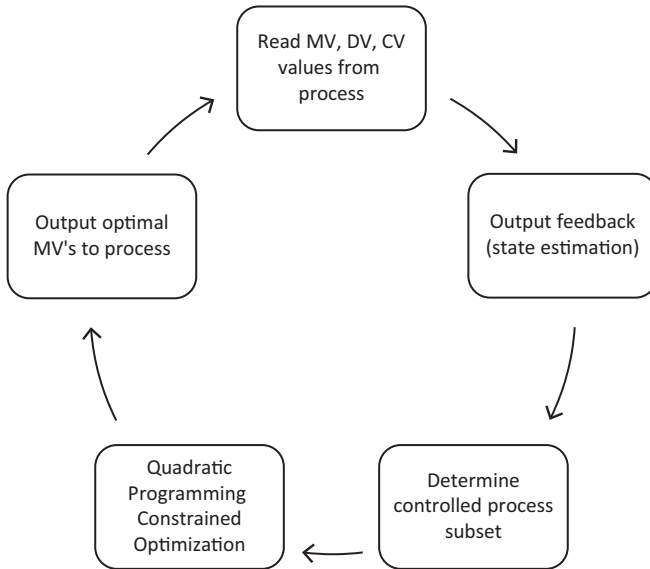 Read MV, DV, CV
values from
process
Output feedback
(state estimation)
Determine
controlled process
subset
Quadratic
Programming
Constrained
Optimization
Output optimal
MV's to process